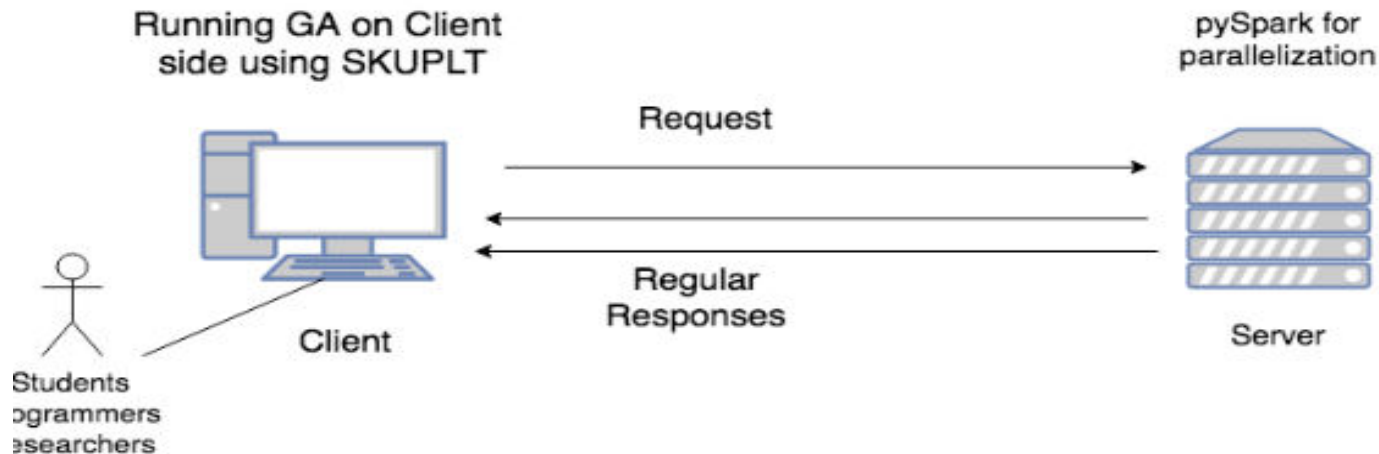 Running GA on Client
side using SKUPLT
pySpark for
parallelization
Request
Regular
Responses
Client
Server
Students
ogrammers
esearchers